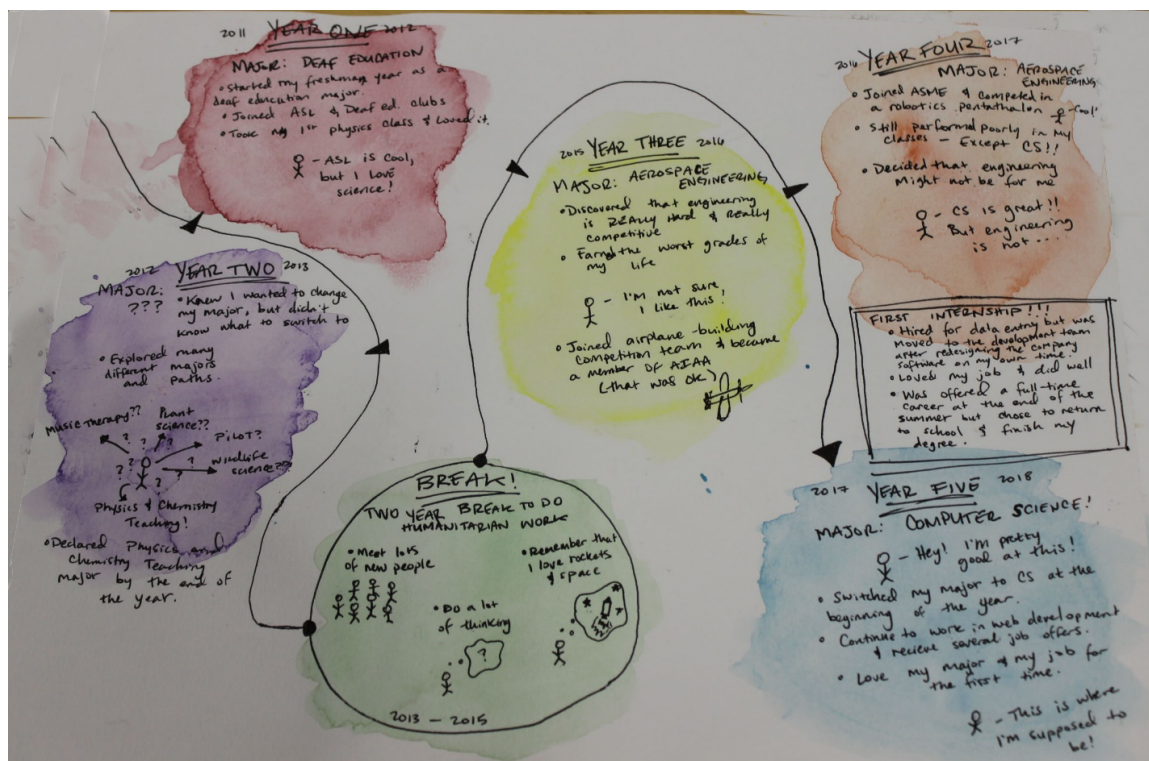 2011 YEAR ONE 2012
MAJOR: DEAF EDUCATION
• Started my freshman year as a
deaf education major.
• Joined ASL & Deaf ed. clubs
• Took my 1st physics class & loved it.
- ASL is cool,
but I love
science!
2012 YEAR TWO 2013
MAJOR:
???
• Knew I wanted to change
my major, but didn't
know what to switch to
• Explored many
different majors
and paths.
Music therapy??
Plant
science??
? ? ?
PILOT?
? ? ?
Wildlife
science??
Physics & Chemistry
Teaching!
• Declared Physics and
Chemistry Teaching
major by the end of
the year.
BREAK!
TWO YEAR BREAK TO DO
HUMANITARIAN WORK
• Meet lots
of new people
• Do a lot
of thinking
?
• Remember that
I love rockets
& space
2013 - 2015
2015 YEAR THREE 2016
MAJOR: AEROSPACE
ENGINEERING
• Discovered that engineering
is REALLY Hard & Really
competitive
• Earned the worst grades of
my life
- I'm not sure
I like this!
• Joined airplane-building
competition team & became
a member of AIAA
(that was ok)
2016 YEAR FOUR 2017
MAJOR: AEROSPACE
ENGINEERING
• Joined ASME & competed in
a robotics pentathalon - Cool!
• Still performed poorly in my
classes - Except CS!!
• Decided that engineering
Might not be for me
- CS is great!!
But engineering
is not....
FIRST INTERNSHIP!!!
• Hired for data entry but was
moved to the development team
after redesigning the company
software on my own time.
• Loved my job & did well
• Was offered a full-time
career at the end of the
summer but chose to return
to school & finish my
degree.
2017 YEAR FIVE 2018
MAJOR: COMPUTER SCIENCE!
- Hey! I'm pretty
good at this!
• Switched my major to CS at the
beginning of the year.
• Continue to work in web development
& recieve several job offers.
• Love my major & my job for
the first time.
- This is where
I'm supposed to
be!